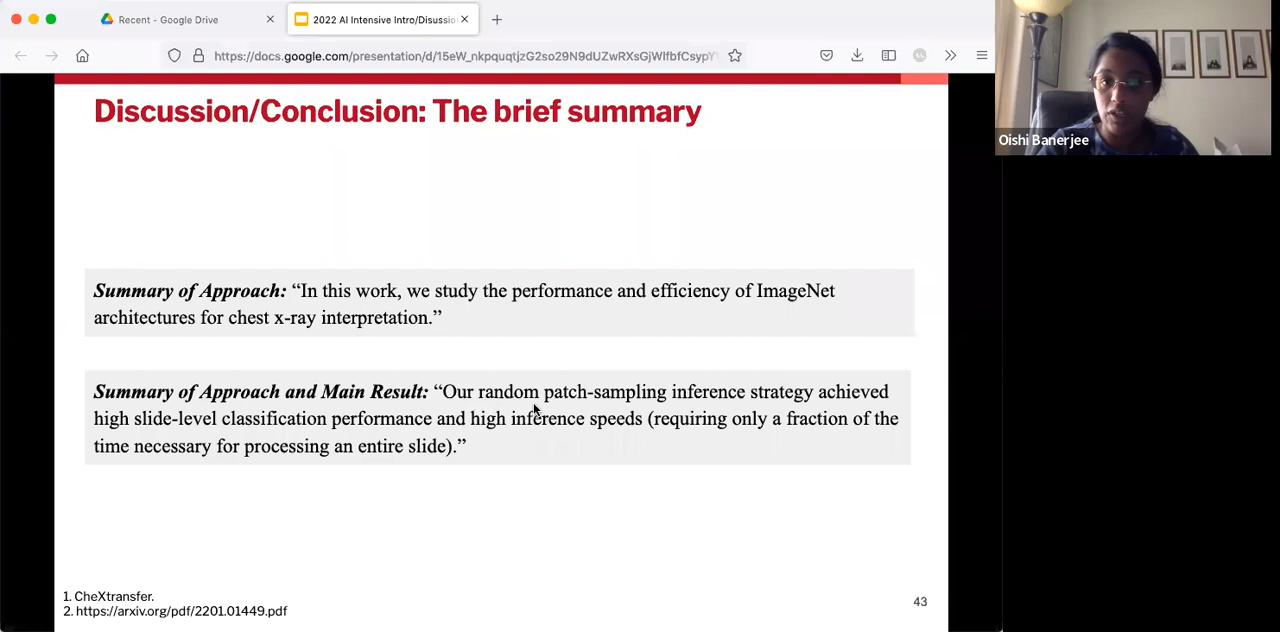 Recent - Google Drive
2022 AI Intensive Intro/Disussio
https://docs.google.com/presentation/d/15eW_nkpquqtjzG2so29N9dUZwRXsGjWIfbfCsypY
Oishi Banerjee
Discussion/Conclusion: The brief summary
Summary of Approach: “In this work, we study the performance and efficiency of ImageNet
architectures for chest x-ray interpretation.”
Summary of Approach and Main Result: “Our random patch-sampling inference strategy achieved
high slide-level classification performance and high inference speeds (requiring only a fraction of the
time necessary for processing an entire slide).”
1. CheXtransfer.
2. https://arxiv.org/pdf/2201.01449.pdf
43